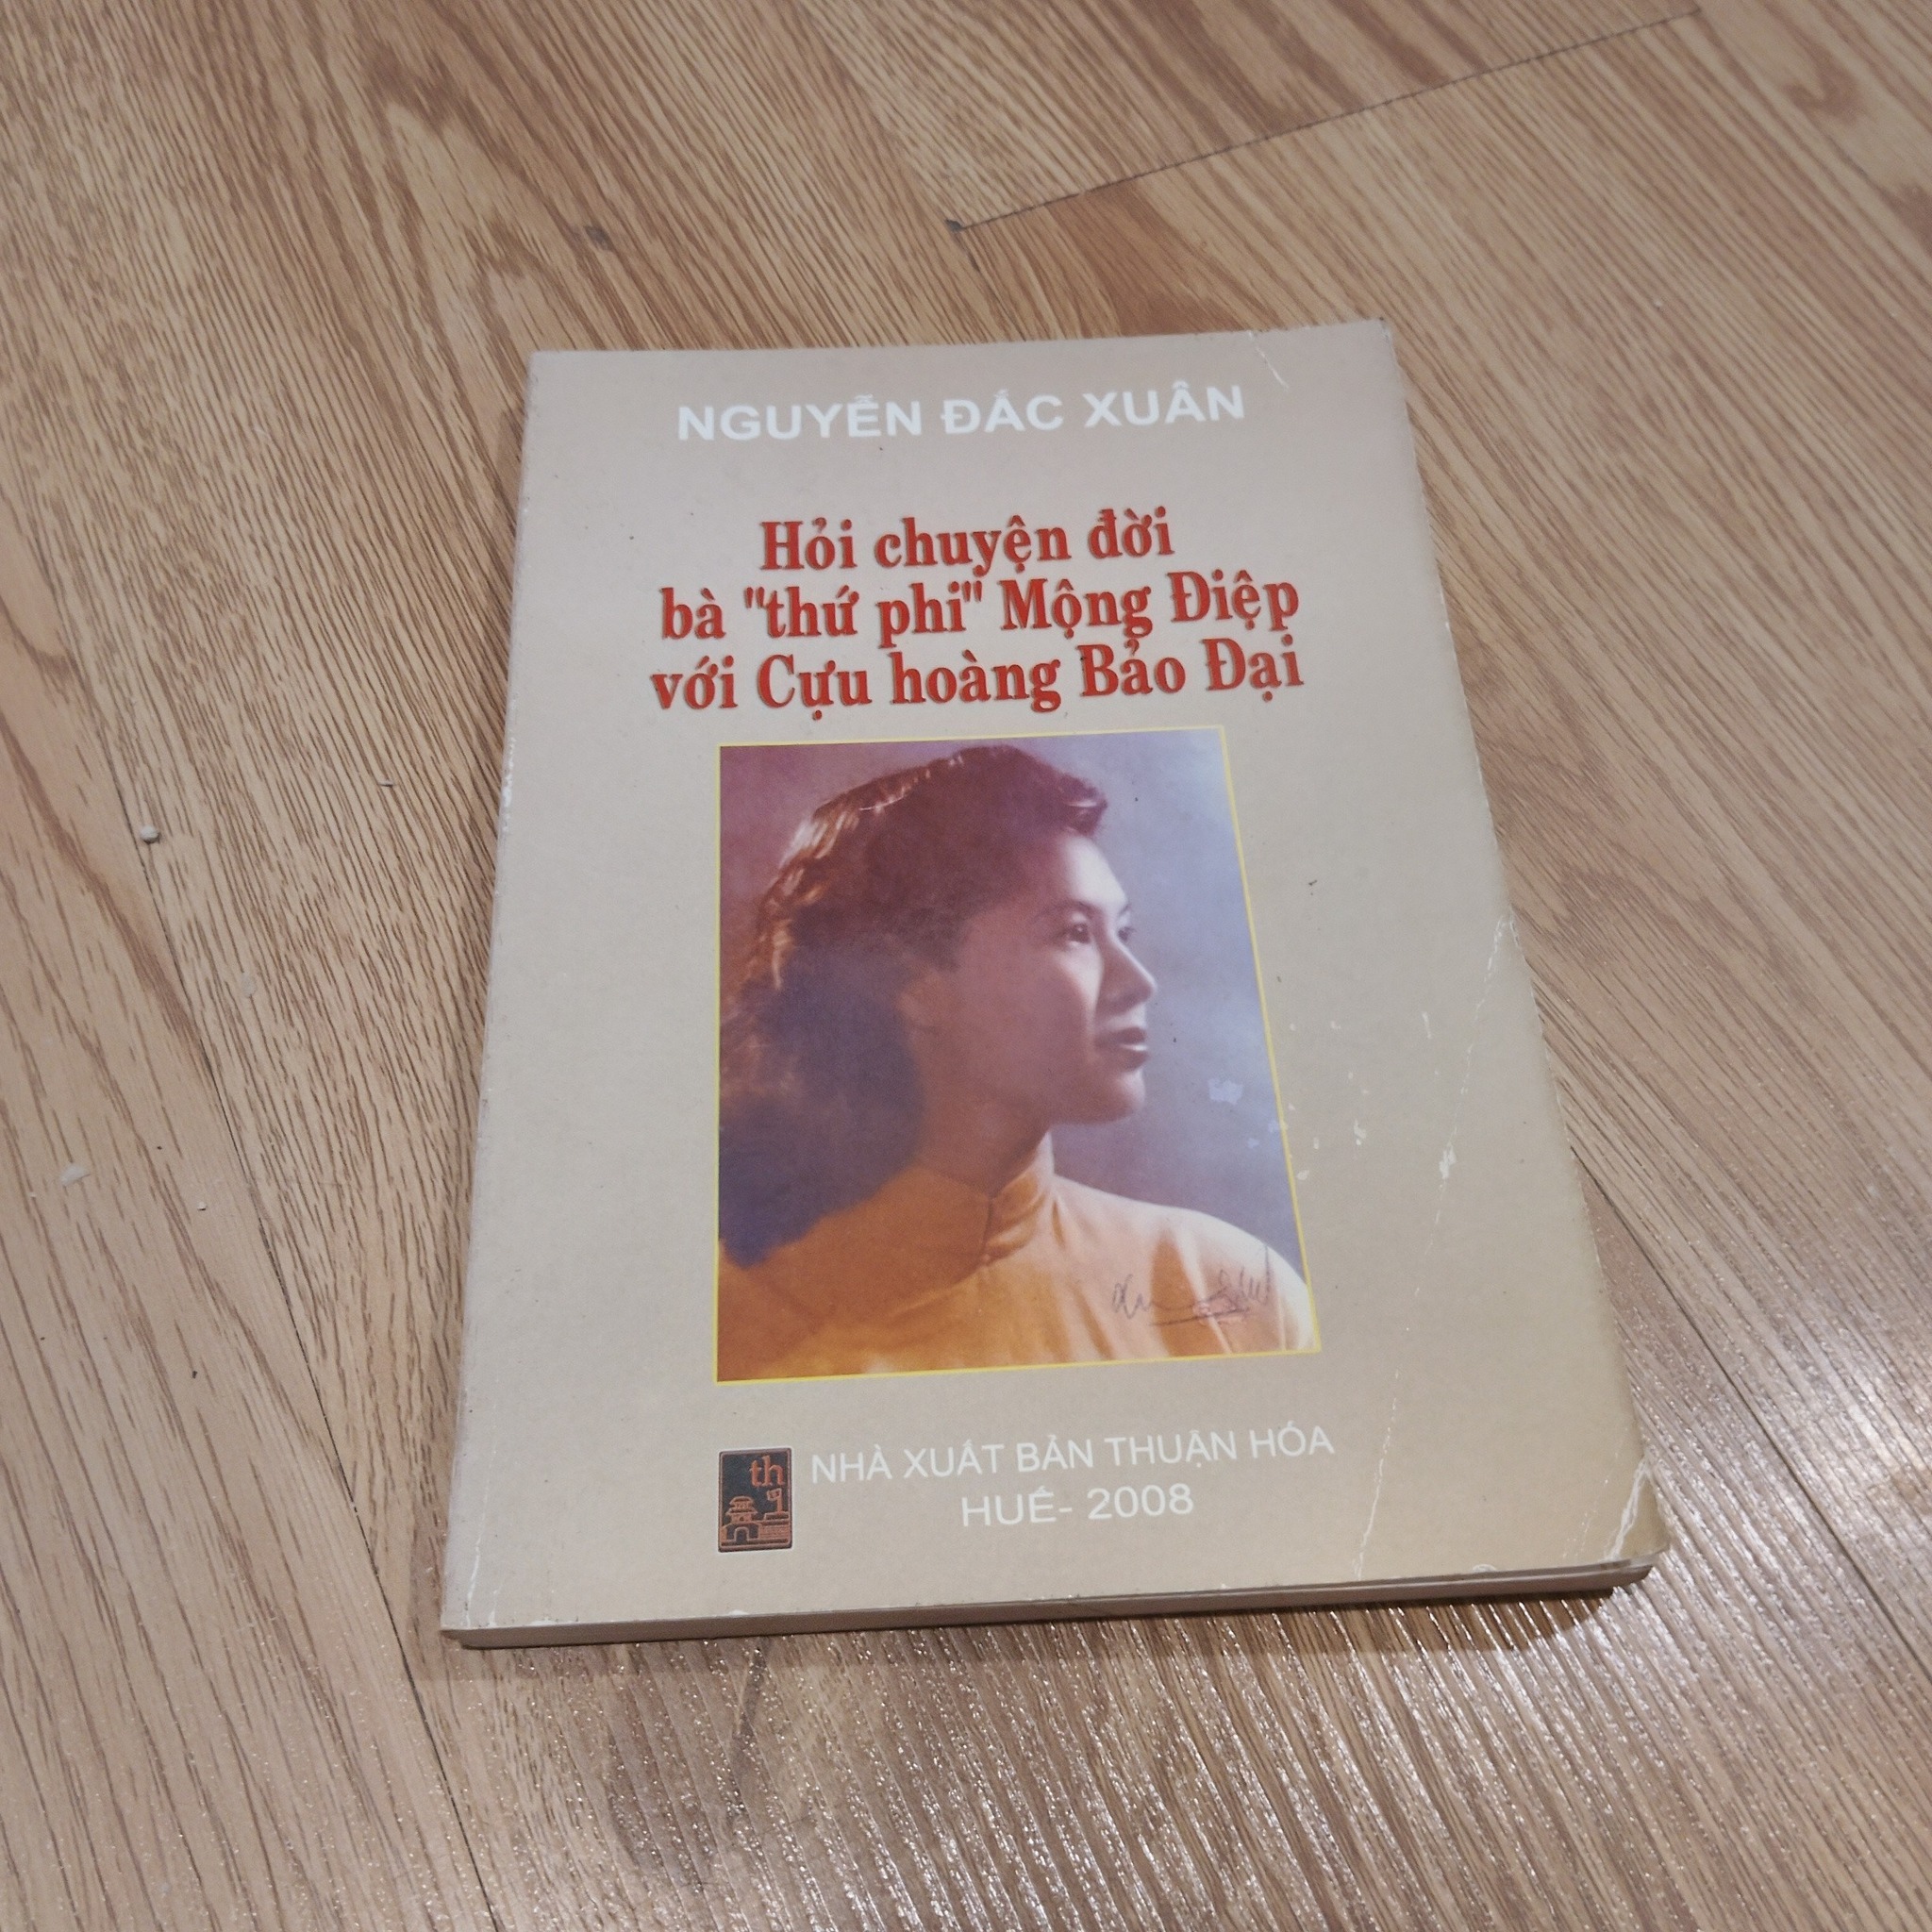 NGUYỄN ĐẮC XUÂN
Hỏi chuyện đời
bà "thứ phi" Mộng Điệp
với Cựu hoàng Bảo Đại
th
NHÀ XUẤT BẢN THUẬN HÓA
HUẾ- 2008